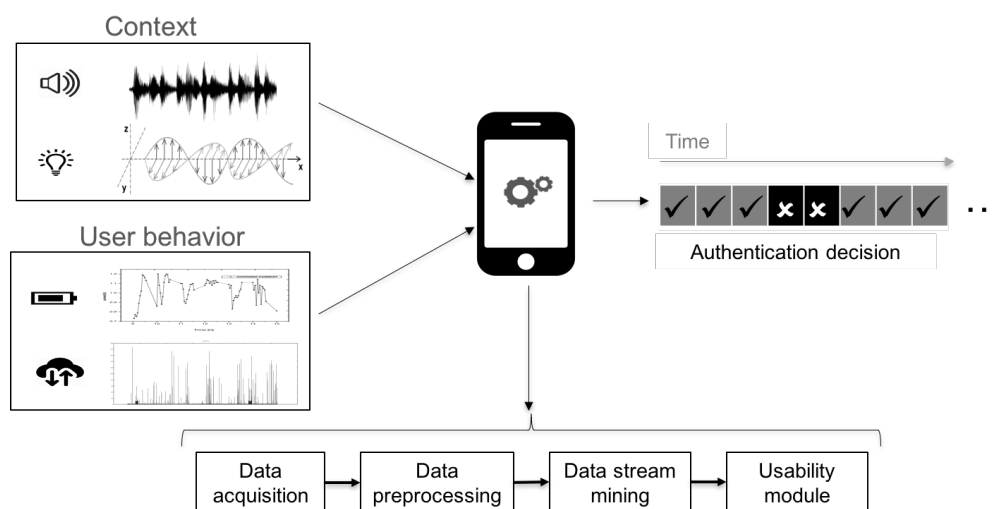 Context
z
x
y
Time
User behavior
Authentication decision
Data
acquisition
Data
preprocessing
Data stream
mining
Usability
module